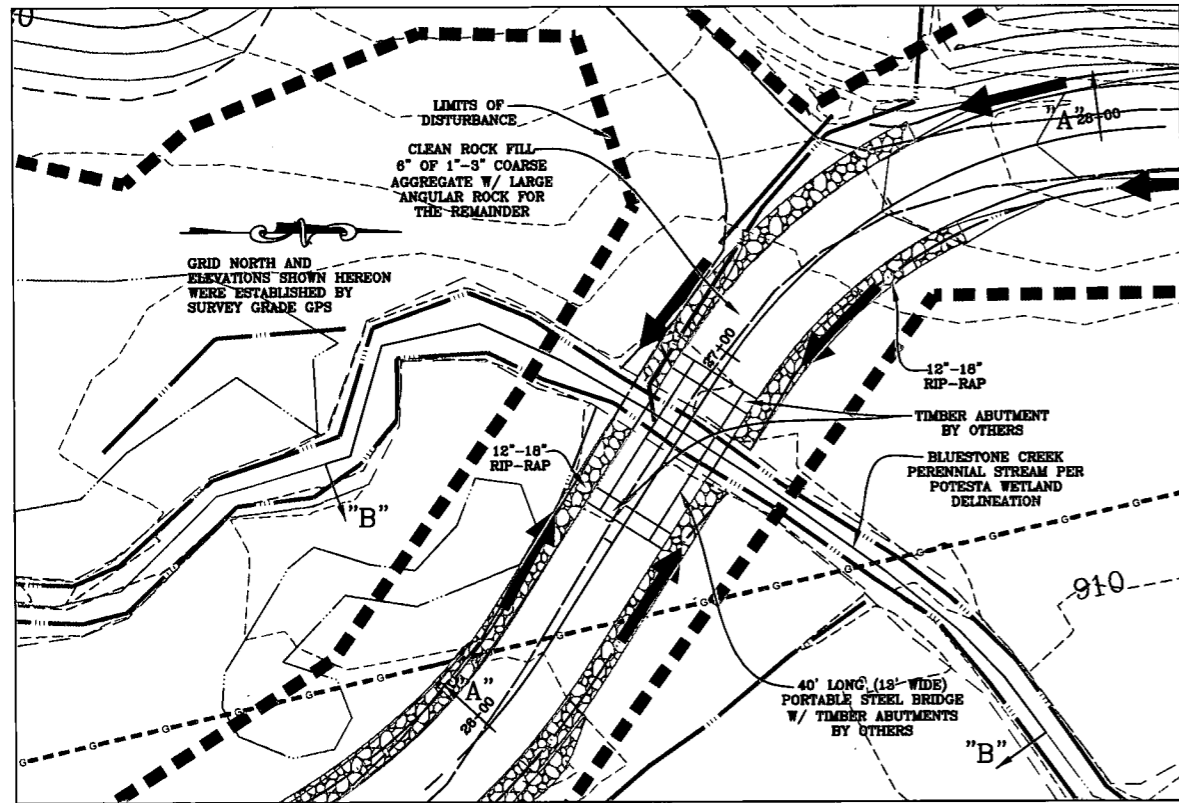 LIMITS OF
DISTURBANCE
CLEAN ROCK FILL
6" OF 1"-3" COARSE
AGGREGATE W/ LARGE
ANGULAR ROCK FOR
THE REMAINDER
"A"
28+00
GRID NORTH AND
ELEVATIONS SHOWN HEREON
WERE ESTABLISHED BY
SURVEY GRADE GPS
27+00
12"-18"
RIP-RAP
TIMBER ABUTMENT
BY OTHERS
12"-18"
RIP-RAP
BLUESTONE CREEK
PERENNIAL STREAM PER
POTESTA WETLAND
DELINEATION
"B"
910
G G G G G G G G G
"A"
40' LONG (13' WIDE)
PORTABLE STEEL BRIDGE
W/ TIMBER ABUTMENTS
BY OTHERS
"B"